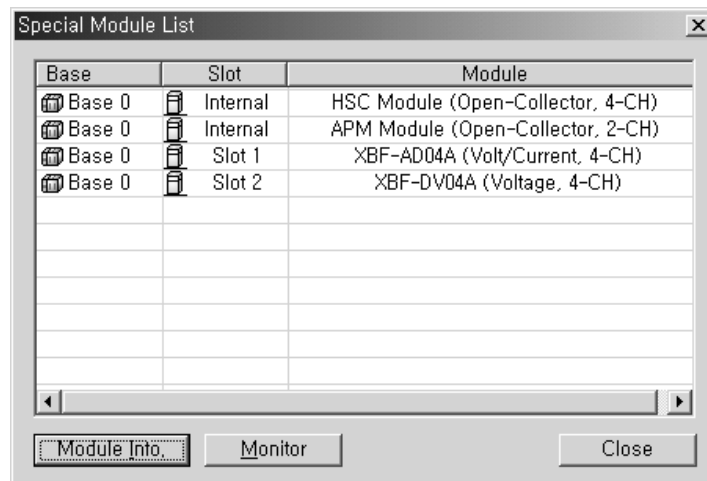 Special Module List
Base Slot Module
Base 0 Internal HSC Module (Open-Collector, 4-CH)
Base 0 Internal APM Module (Open-Collector, 2-CH)
Base 0 Slot 1 XBF-AD04A (Volt/Current, 4-CH)
Base 0 Slot 2 XBF-DV04A (Voltage, 4-CH)
Module Into, Monitor Close